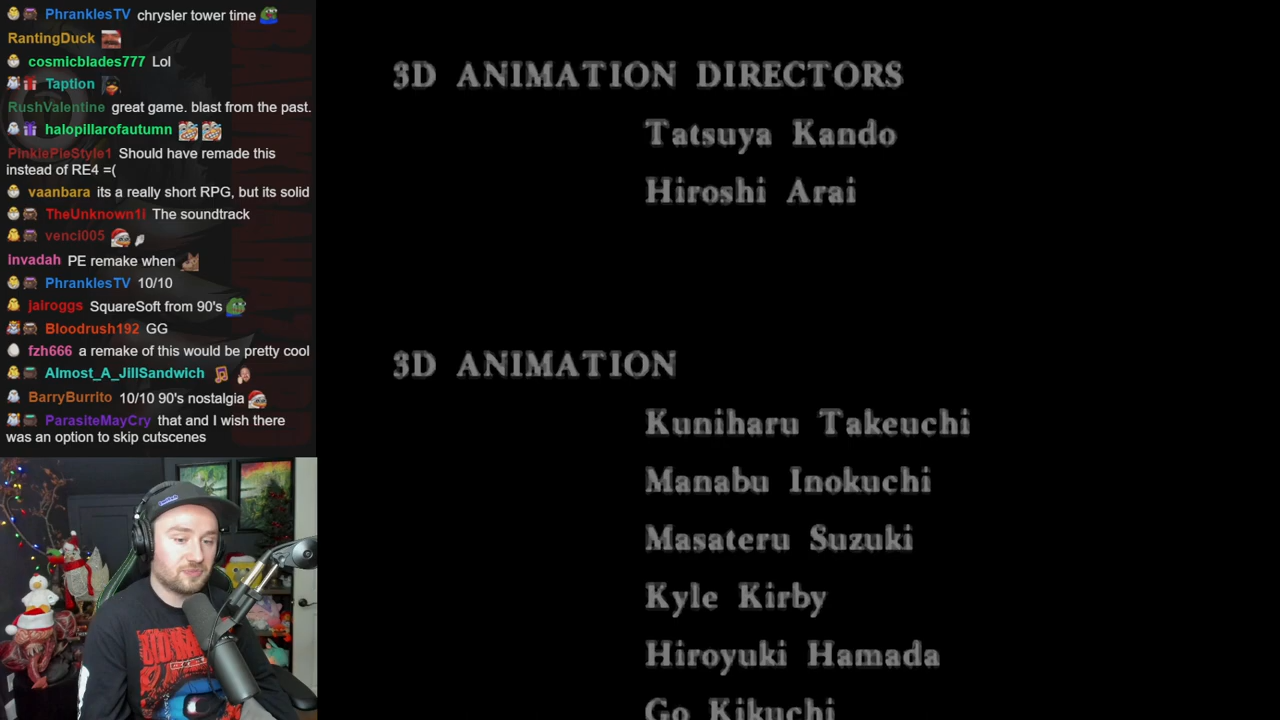 PhranklesTV chrysler tower time
RantingDuck
cosmicblades777 Lol
Taption
RushValentine great game. blast from the past.
halopillarofautumn
PinkiePieStyle1 Should have remade this
instead of RE4 =(
vaanbara its a really short RPG, but its solid
TheUnknown1i The soundtrack
venci005
invadah PE remake when
PhranklesTV 10/10
jalroggs SquareSoft from 90's
Bloodrush192 GG
fzh666 a remake of this would be pretty cool
Almost_A_JillSandwich
BarryBurrito 10/10 90's nostalgia
ParasiteMayCry that and I wish there
was an option to skip cutscenes
3D ANIMATION DIRECTORS
Tatsuya Kando
Hiroshi Arai
3D ANIMATION
Kuniharu Takeuchi
Manabu Inokuchi
Masateru Suzuki
Kyle Kirby
Hiroyuki Hamada
Go Kikuchi